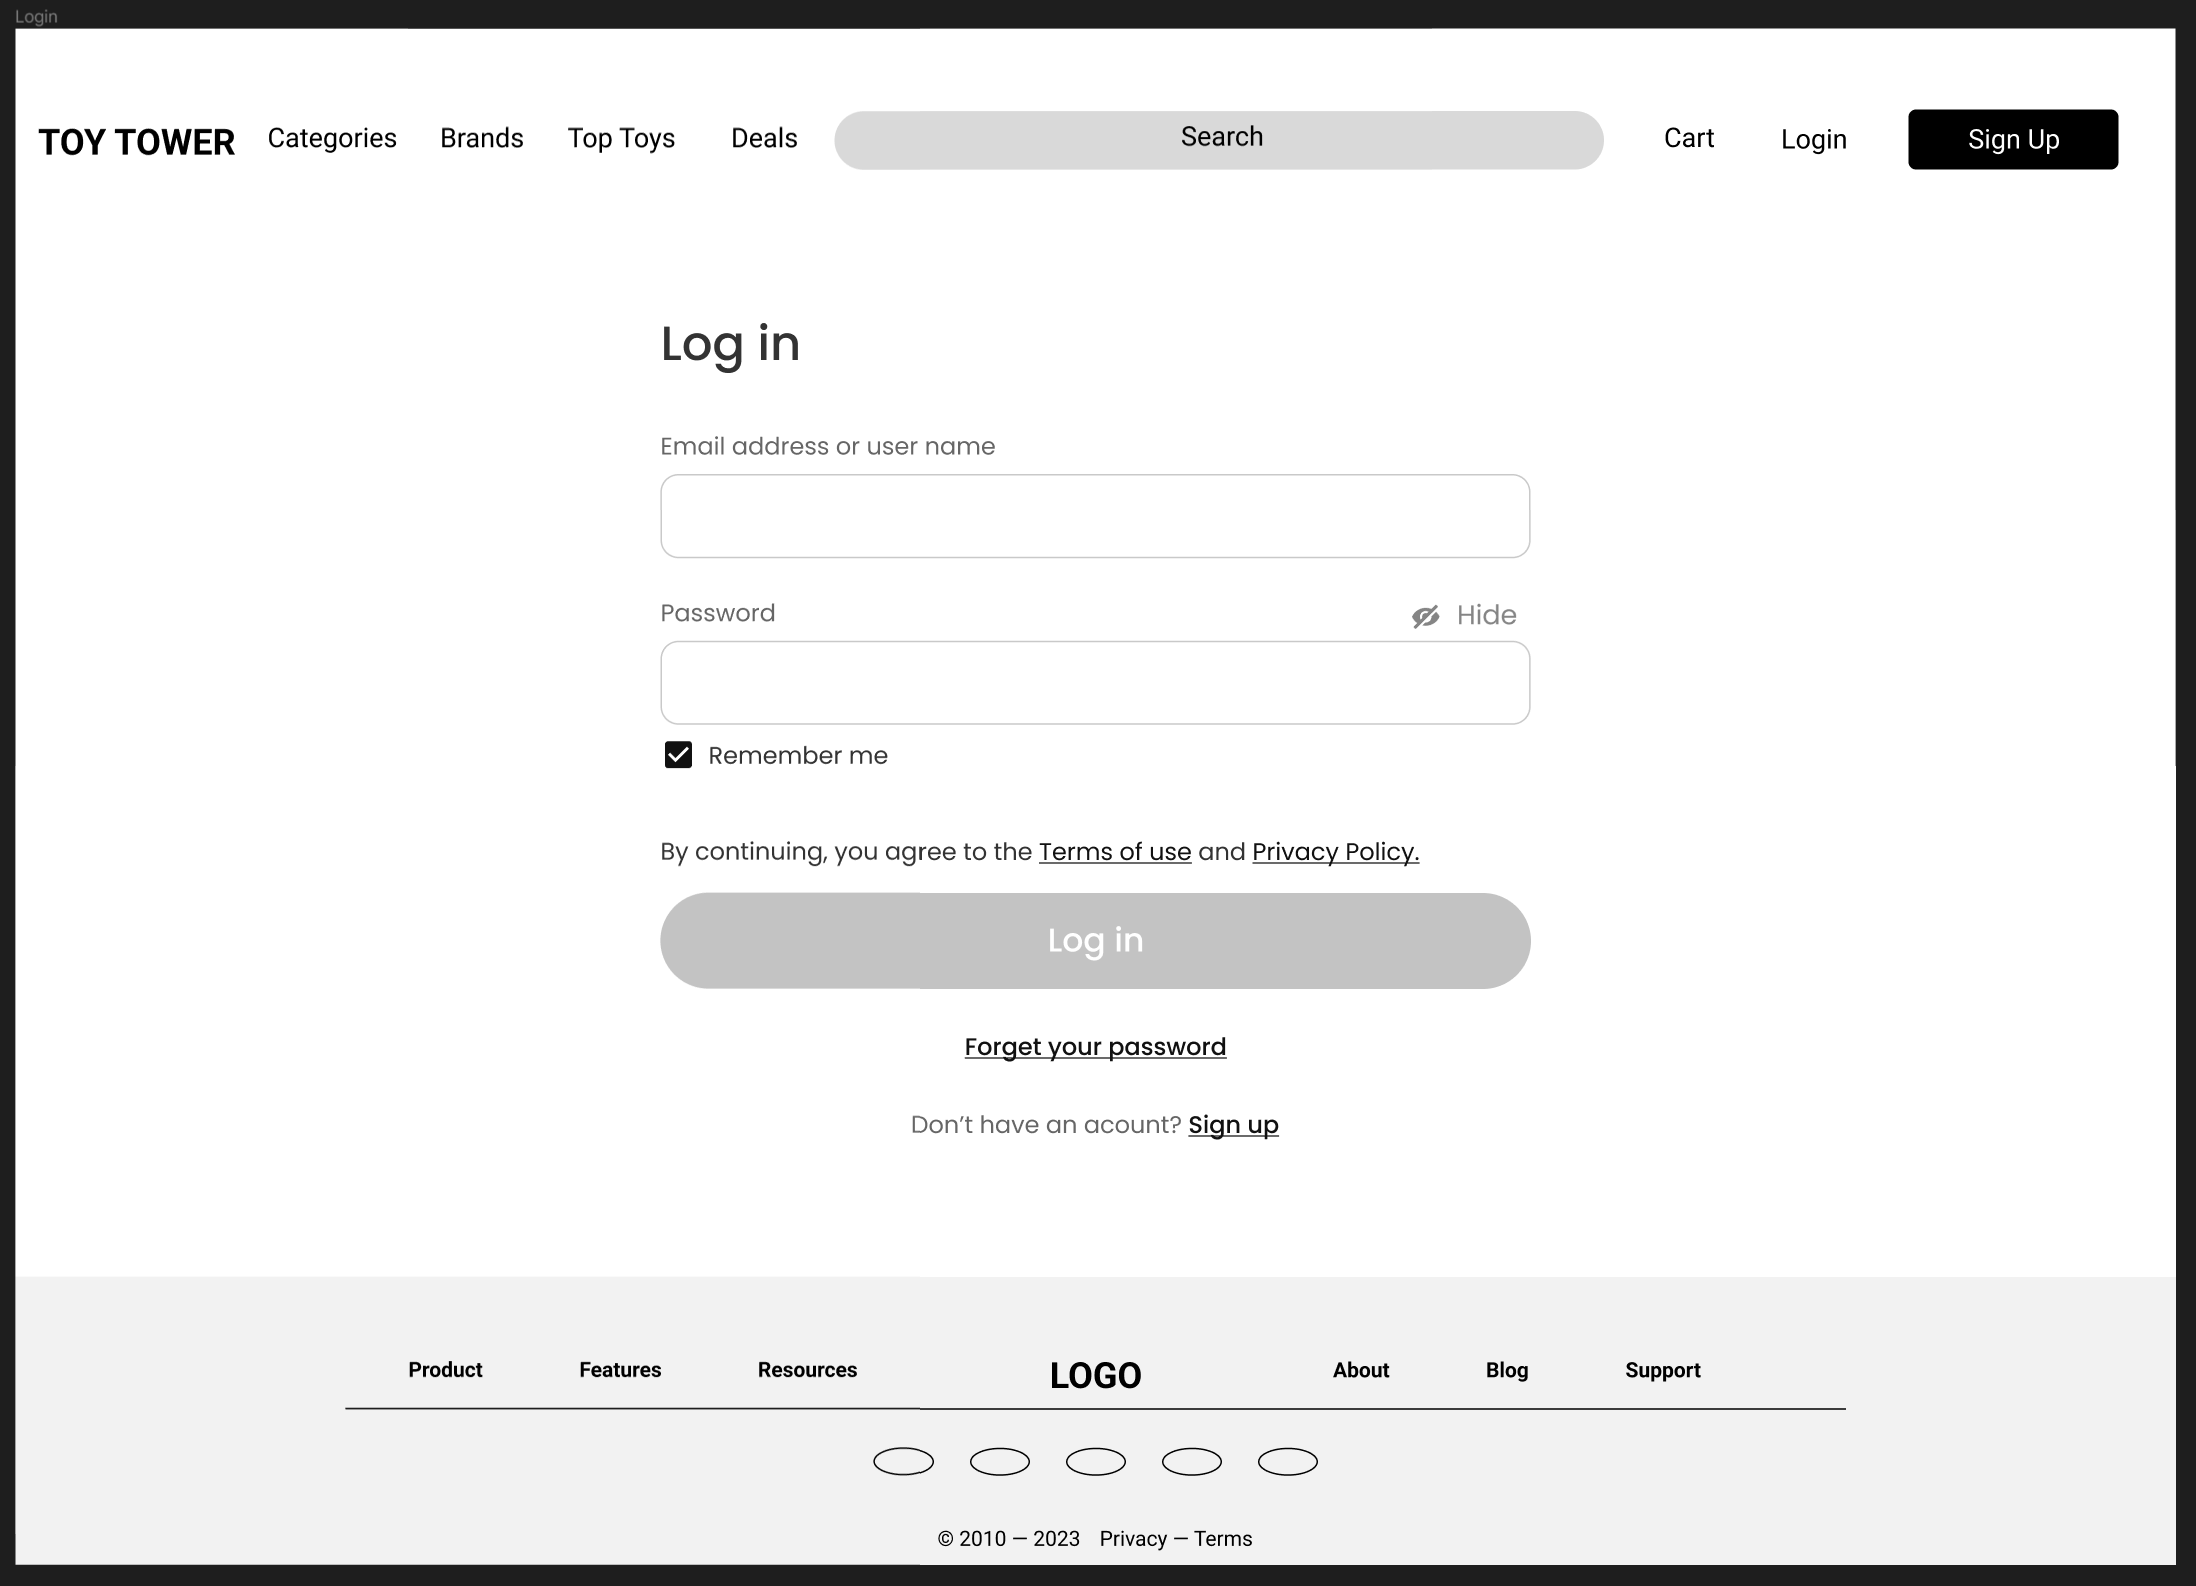 Login
TOY TOWER Categories Brands Top Toys Deals Search Cart Login Sign Up
Log in
Email address or user name
Password Hide
Remember me
By continuing, you agree to the Terms of use and Privacy Policy.
Log in
Forget your password
Don’t have an acount? Sign up
Product Features Resources LOGO About Blog Support
© 2010 — 2023 Privacy — Terms